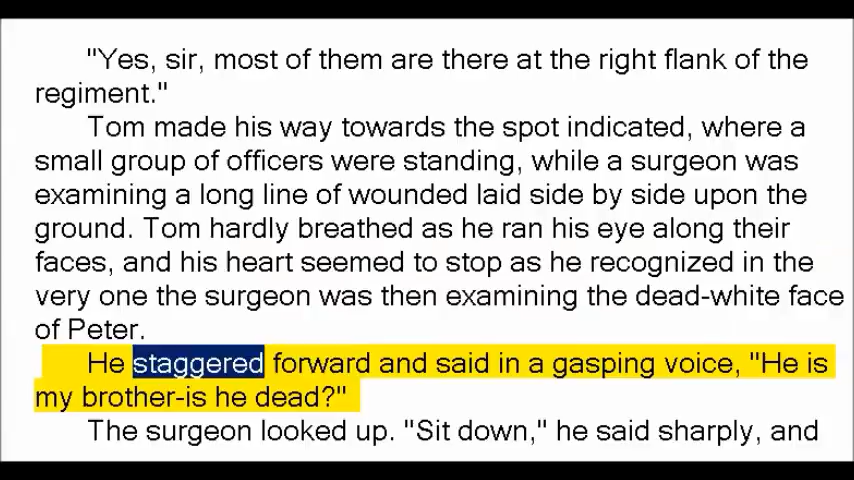 "Yes, sir, most of them are there at the right flank of the
regiment."
Tom made his way towards the spot indicated, where a
small group of officers were standing, while a surgeon was
examining a long line of wounded laid side by side upon the
ground. Tom hardly breathed as he ran his eye along their
faces, and his heart seemed to stop as he recognized in the
very one the surgeon was then examining the dead-white face
of Peter.
He staggered forward and said in a gasping voice, "He is
my brother-is he dead?"
The surgeon looked up. "Sit down," he said sharply, and